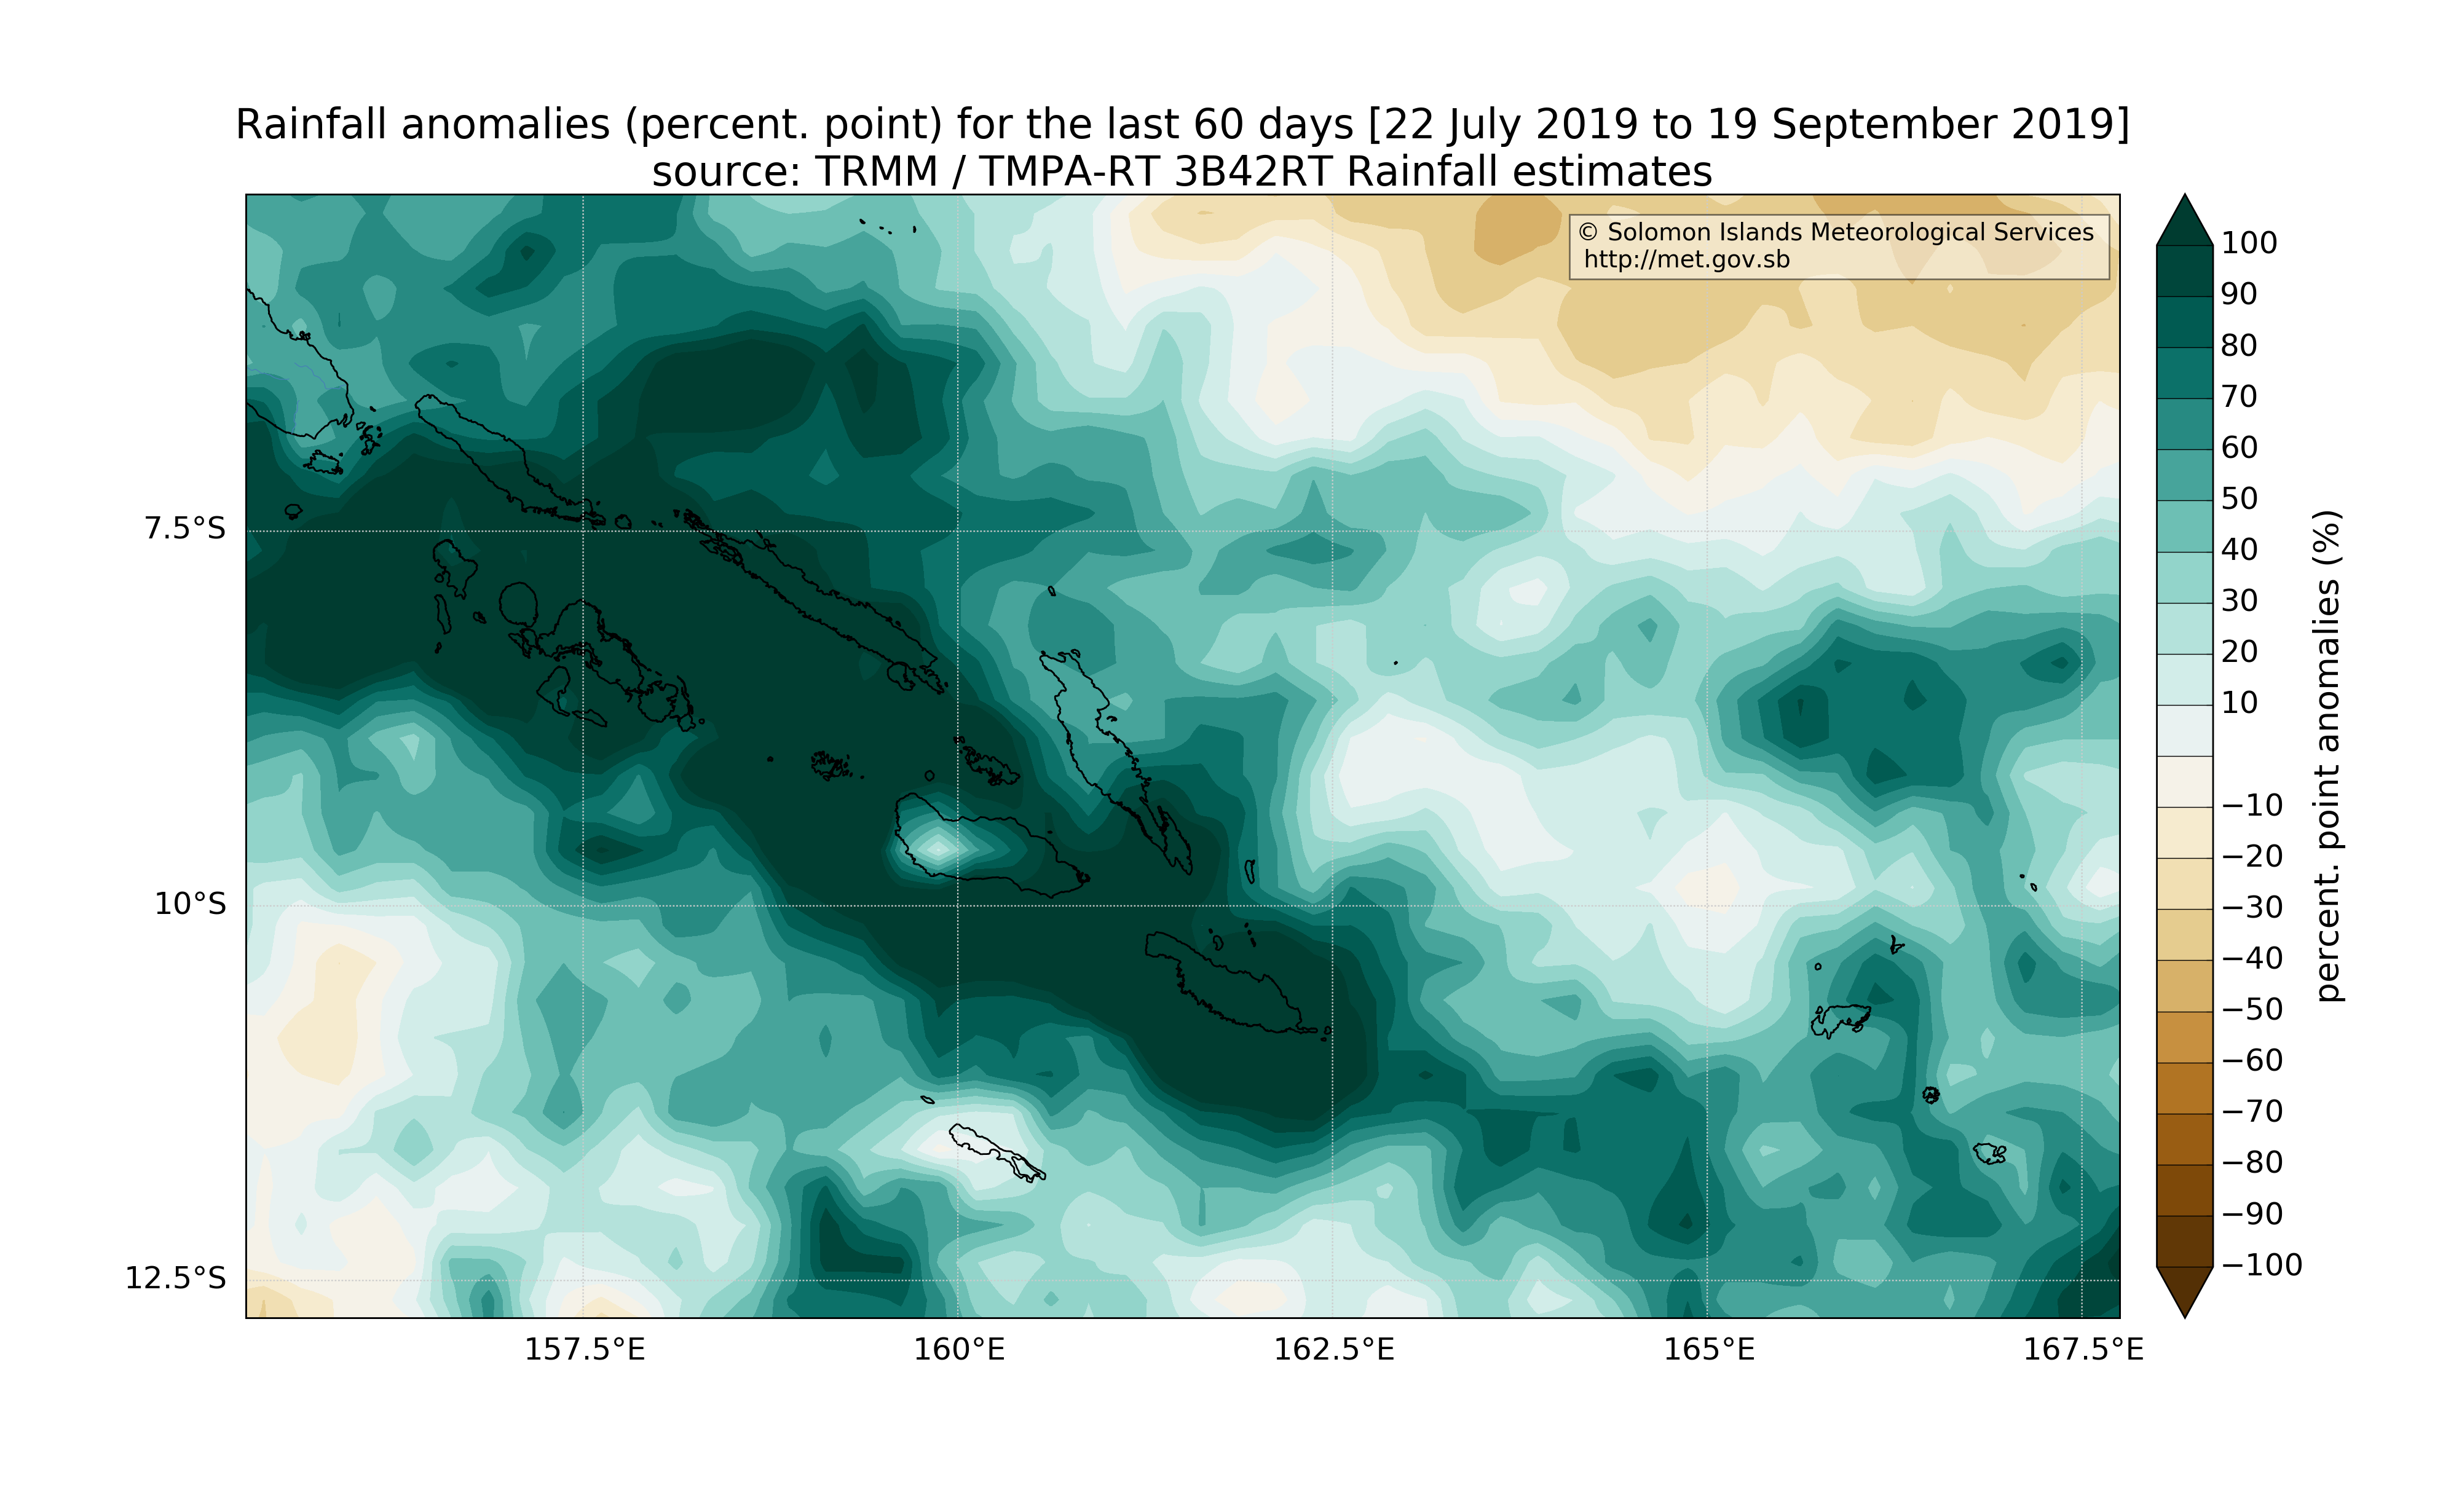 Rainfall anomalies (percent. point) for the last 60 days [22 July 2019 to 19 September 2019]
source: TRMM / TMPA-RT 3B42RT Rainfall estimates
© Solomon Islands Meteorological Services
http://met.gov.sb
7.5°S
10°S
12.5°S
157.5°E
160°E
162.5°E
165°E
167.5°E
100
90
80
70
60
50
40
30
20
10
−10
−20
−30
−40
−50
−60
−70
−80
−90
−100
percent. point anomalies (%)